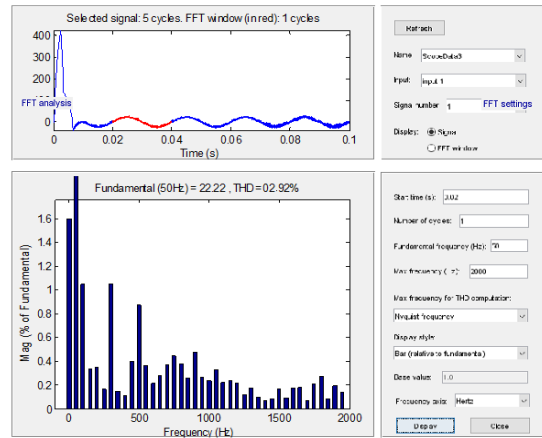 Selected signal: 5 cycles. FFT window (in red): 1 cycles
400
300
200
100
0
FFT analysis
0 0.02 0.04 0.06 0.08 0.1
Time (s)
Refresh
Name ScopeData3
Input: input 1
Signa number 1
FFT settings
Display: Signa
FFT window
Fundamental (50Hz) = 22.22 , THD=02.92%
Mag (% of Fundamental)
1.6
1.4
1.2
1
0.8
0.6
0.4
0.2
0
0 500 1000 1500 2000
Frequency (Hz)
Start time (s): 0.02
Number of cycles: 1
Fundamental frequency (Hz): 50
Max frequency 2000
Max frequency for THD computation:
Nyquist frequency
Display style:
Bar (relative to fundamental)
Base value: 1.0
Frequency axis: Hertz
Display Close